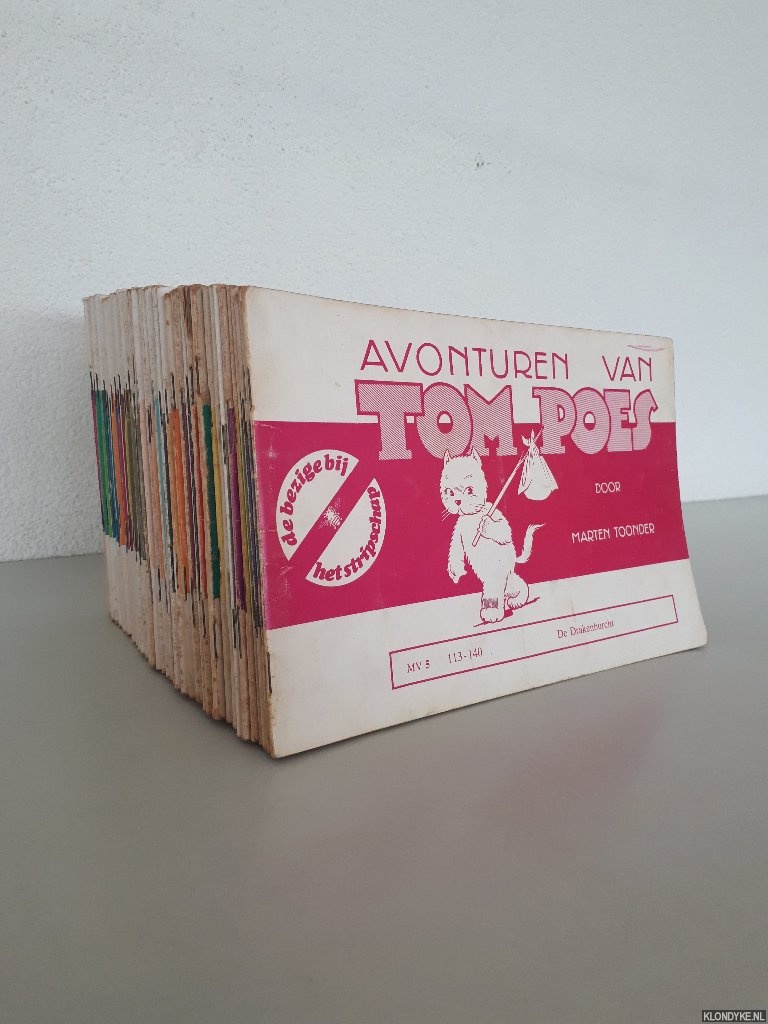 AVONTUREN VAN
TOM POES
DOOR
MARTEN TOONDER
de bezige bij
het stripschap
MV 5 113-140 De Drakenburcht
KLONDYKE.NL